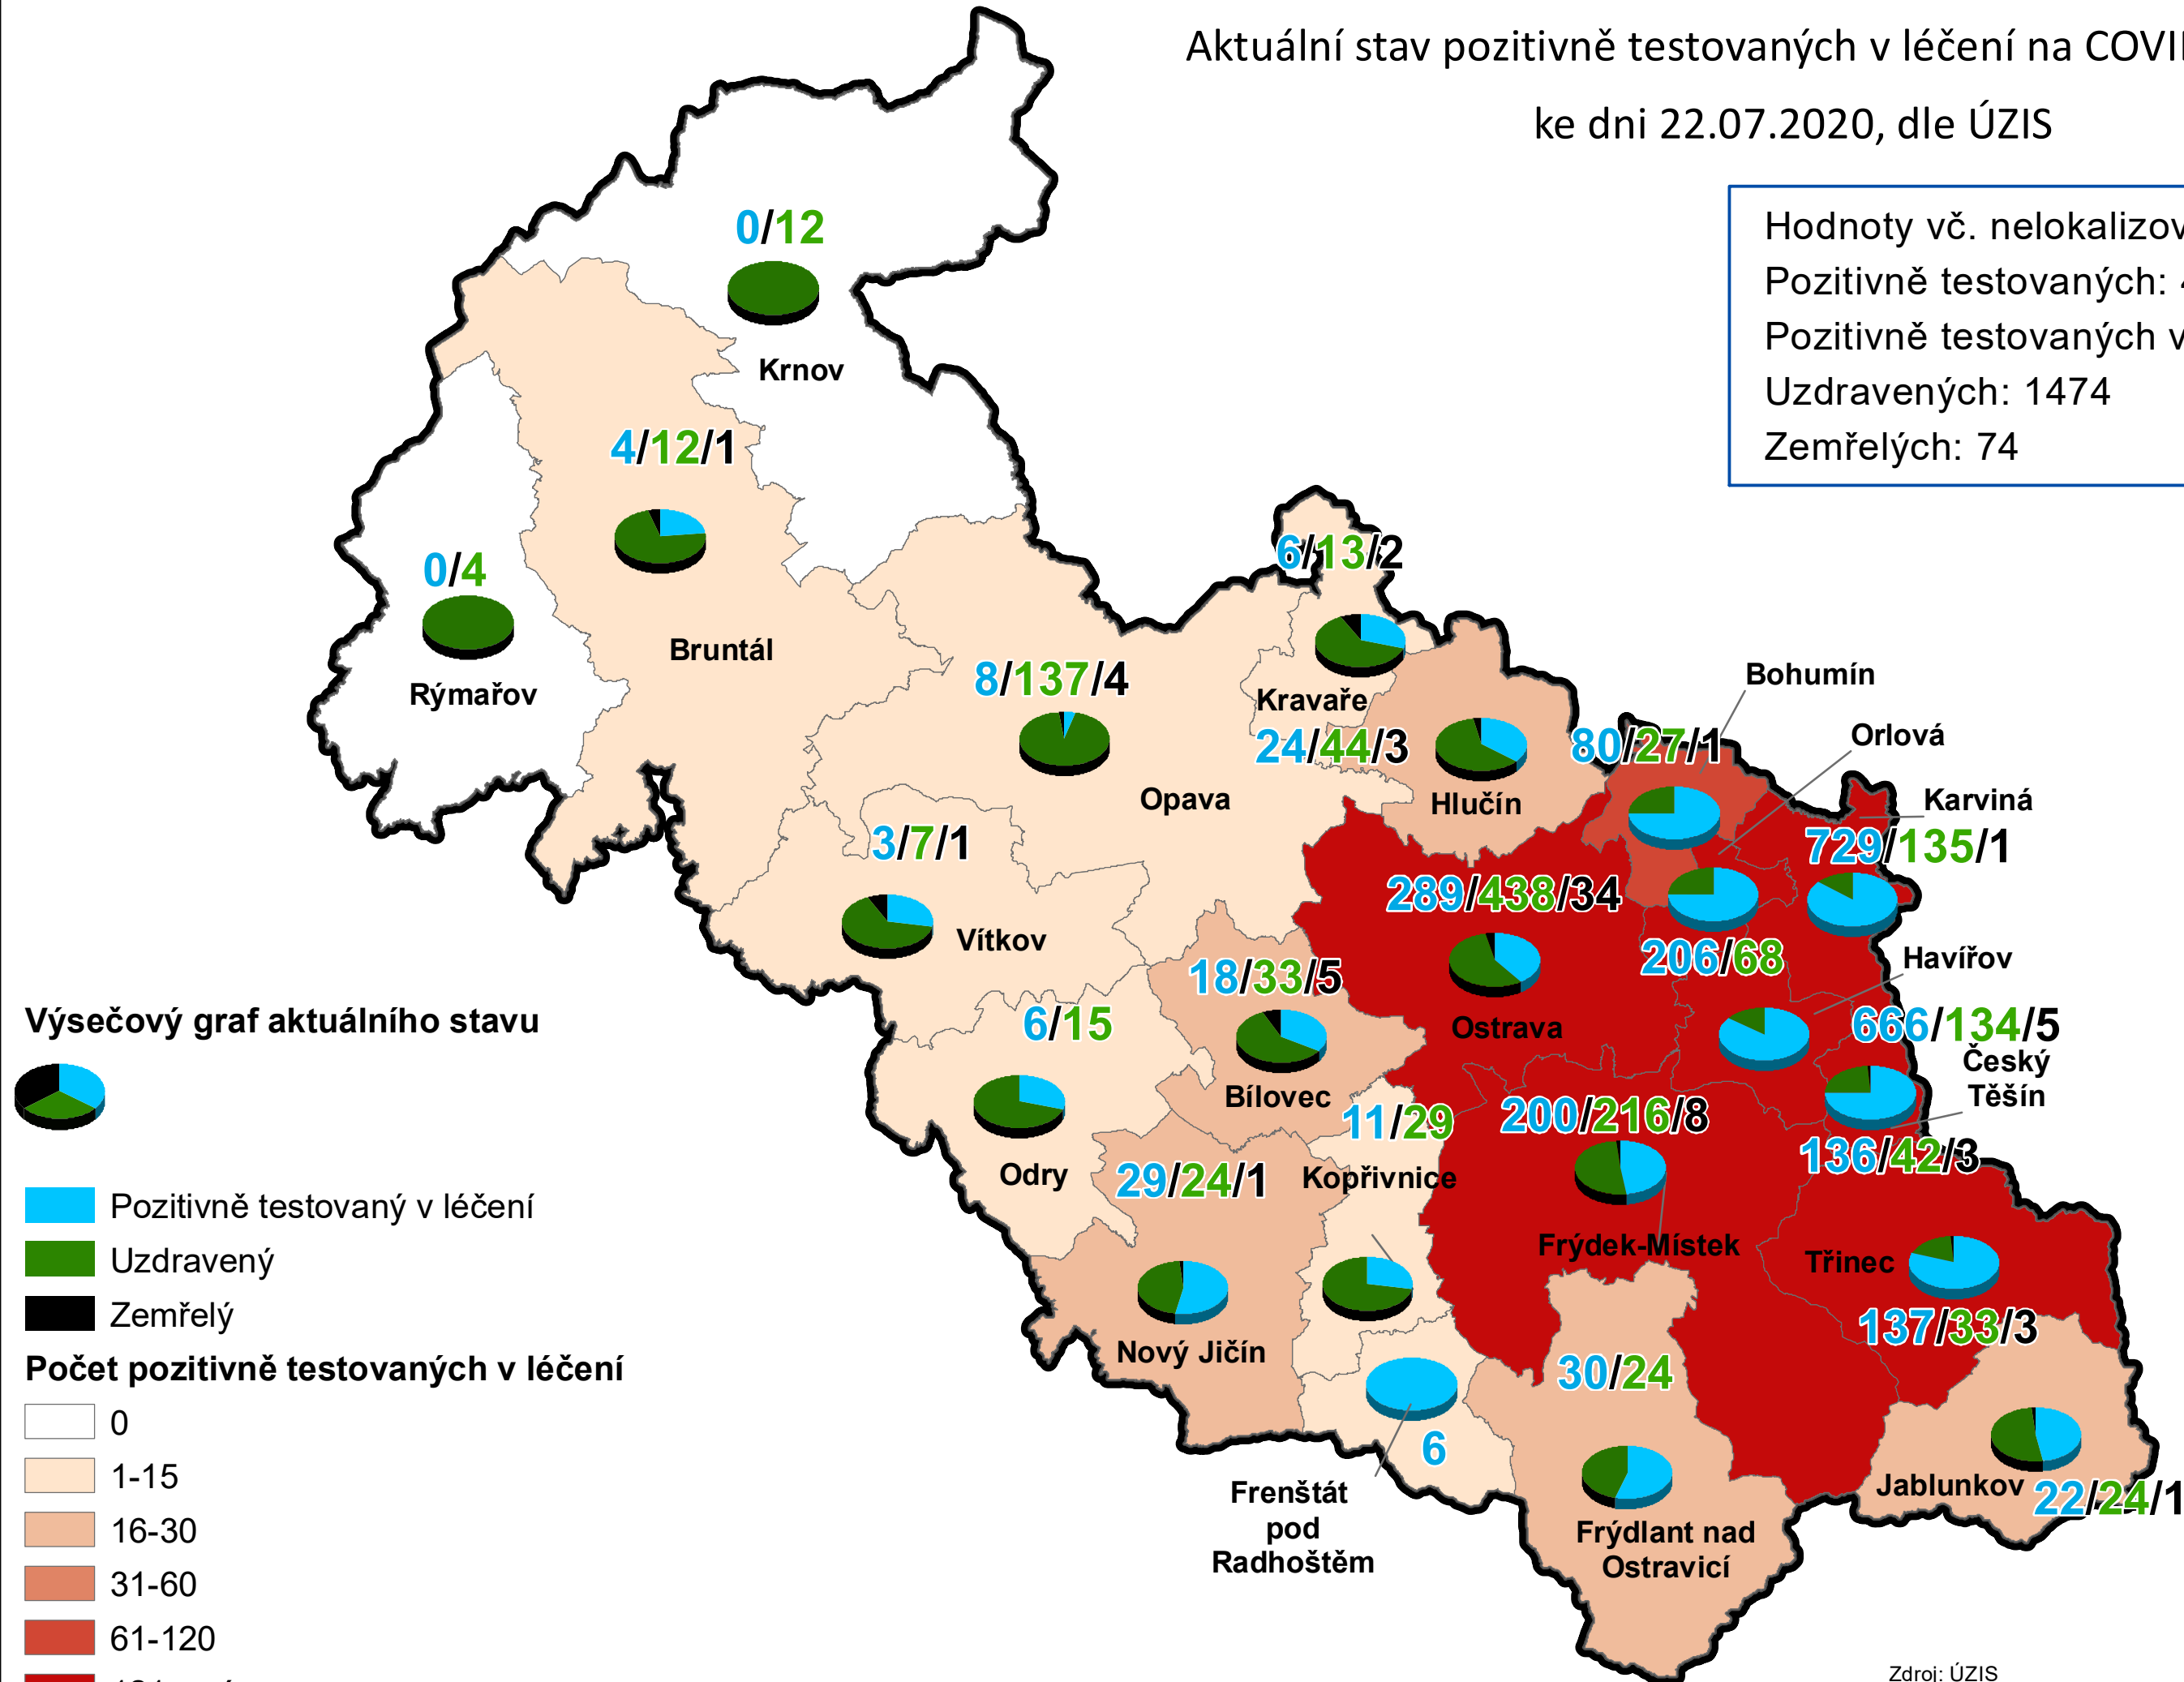 Aktuální stav pozitivně testovaných v léčení na
ke dni 22.07.2020, dle ÚZIS
Hodnoty vč.
Pozitivně testovaných:
Pozitivně testovaných
Uzdravených: 1474
Zemřelých: 74
0/12
Krnov
4/12/1
Bruntál
0/4
Rýmařov
6/13/2
Kravaře
8/137/4
Opava
24/44/3
Hlučín
Bohumín
80/27/1
Orlová
Karviná
729/135/1
3/7/1
Vítkov
289/438/34
Ostrava
206/68
Havířov
666/134/5
Český
Těšín
136/42/3
18/33/5
Bílovec
6/15
Odry
11/29
Kopřivnice
200/216/8
Frýdek-Místek
29/24/1
Nový Jičín
Třinec
137/33/3
30/24
Frýdlant nad
Ostravicí
6
Frenštát
pod
Radhoštěm
Jablunkov
22/24/1
Výsečový graf aktuálního stavu
Pozitivně testovaný v léčení
Uzdravený
Zemřelý
Počet pozitivně testovaných v léčení
0
1-15
16-30
31-60
61-120
Zdroj: ÚZIS